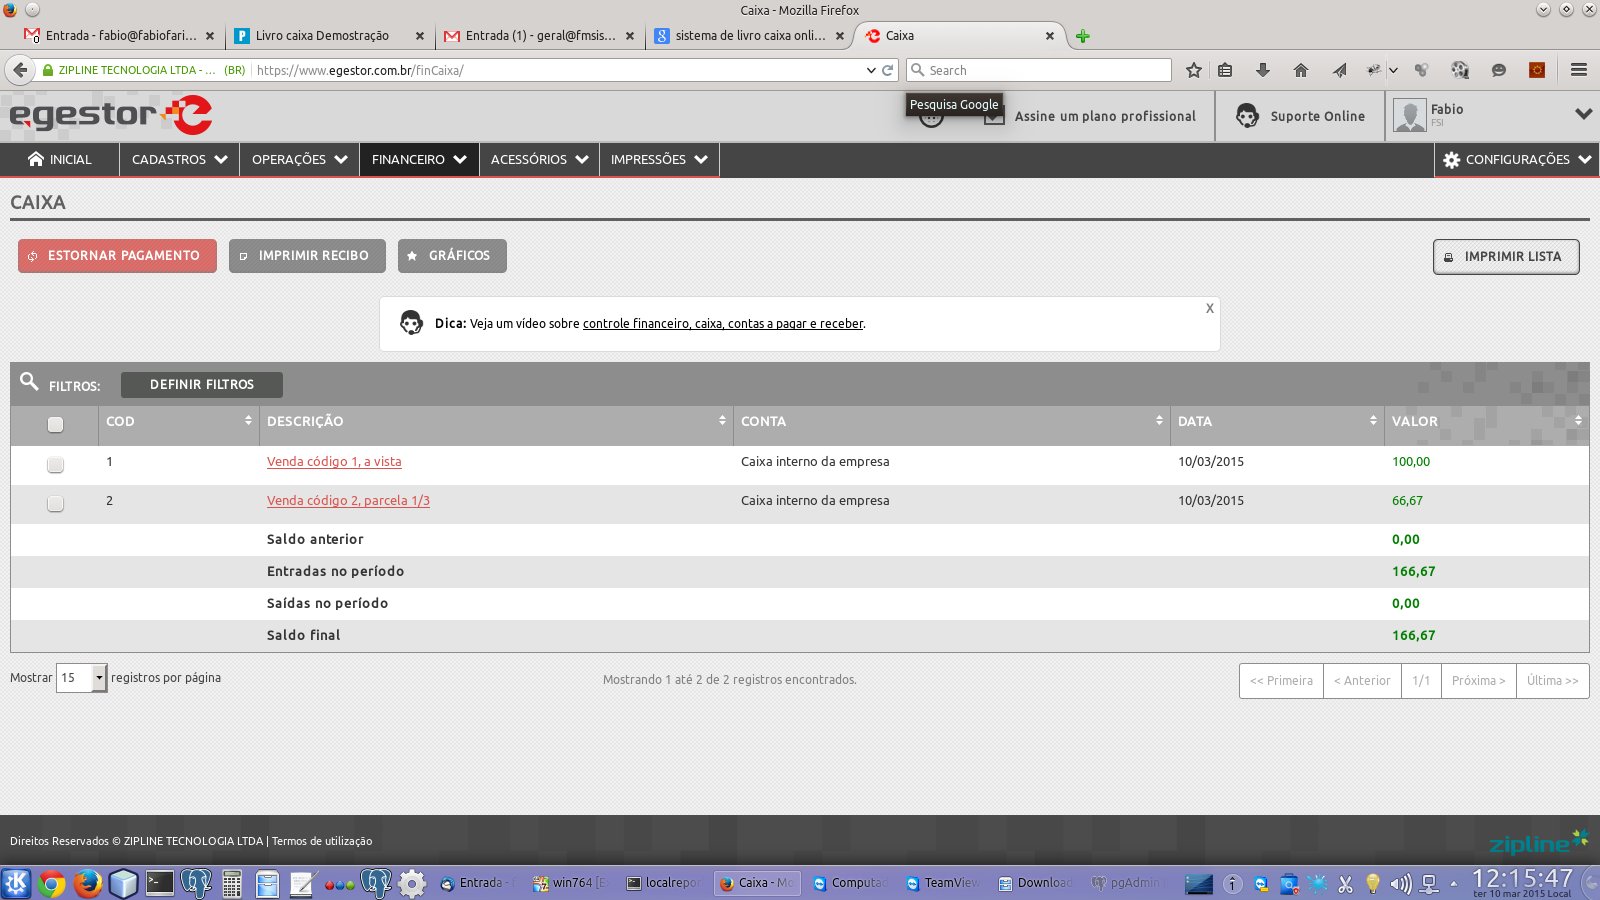 Caixa - Mozilla Firefox
Entrada - fabio@fabiofari...
Livro caixa Demostração
Entrada (1) - geral@fmsis...
sistema de livro caixa onli...
Caixa
ZIPLINE TECNOLOGIA LTDA - ... (BR)
https://www.egestor.com.br/finCaixa/
Search
Pesquisa Google
egestor
Assine um plano profissional
Suporte Online
Fabio
FSI
INICIAL
CADASTROS
OPERAÇÕES
FINANCEIRO
ACESSÓRIOS
IMPRESSÕES
CONFIGURAÇÕES
CAIXA
ESTORNAR PAGAMENTO
IMPRIMIR RECIBO
GRÁFICOS
IMPRIMIR LISTA
Dica: Veja um vídeo sobre controle financeiro, caixa, contas a pagar e receber.
X
FILTROS:
DEFINIR FILTROS
COD DESCRIÇÃO CONTA DATA VALOR
1 Venda código 1, a vista Caixa interno da empresa 10/03/2015 100,00
2 Venda código 2, parcela 1/3 Caixa interno da empresa 10/03/2015 66,67
Saldo anterior 0,00
Entradas no período 166,67
Saídas no período 0,00
Saldo final 166,67
Mostrar 15 registros por página
Mostrando 1 até 2 de 2 registros encontrados.
<< Primeira
< Anterior
1/1
Próxima >
Última >>
Direitos Reservados © ZIPLINE TECNOLOGIA LTDA | Termos de utilização
zipline
Entrada -
win764 [E
localrepor
Caixa - Mo
Computad
TeamView
Download
pgAdmin
12:15:47
ter 10 mar 2015 Local